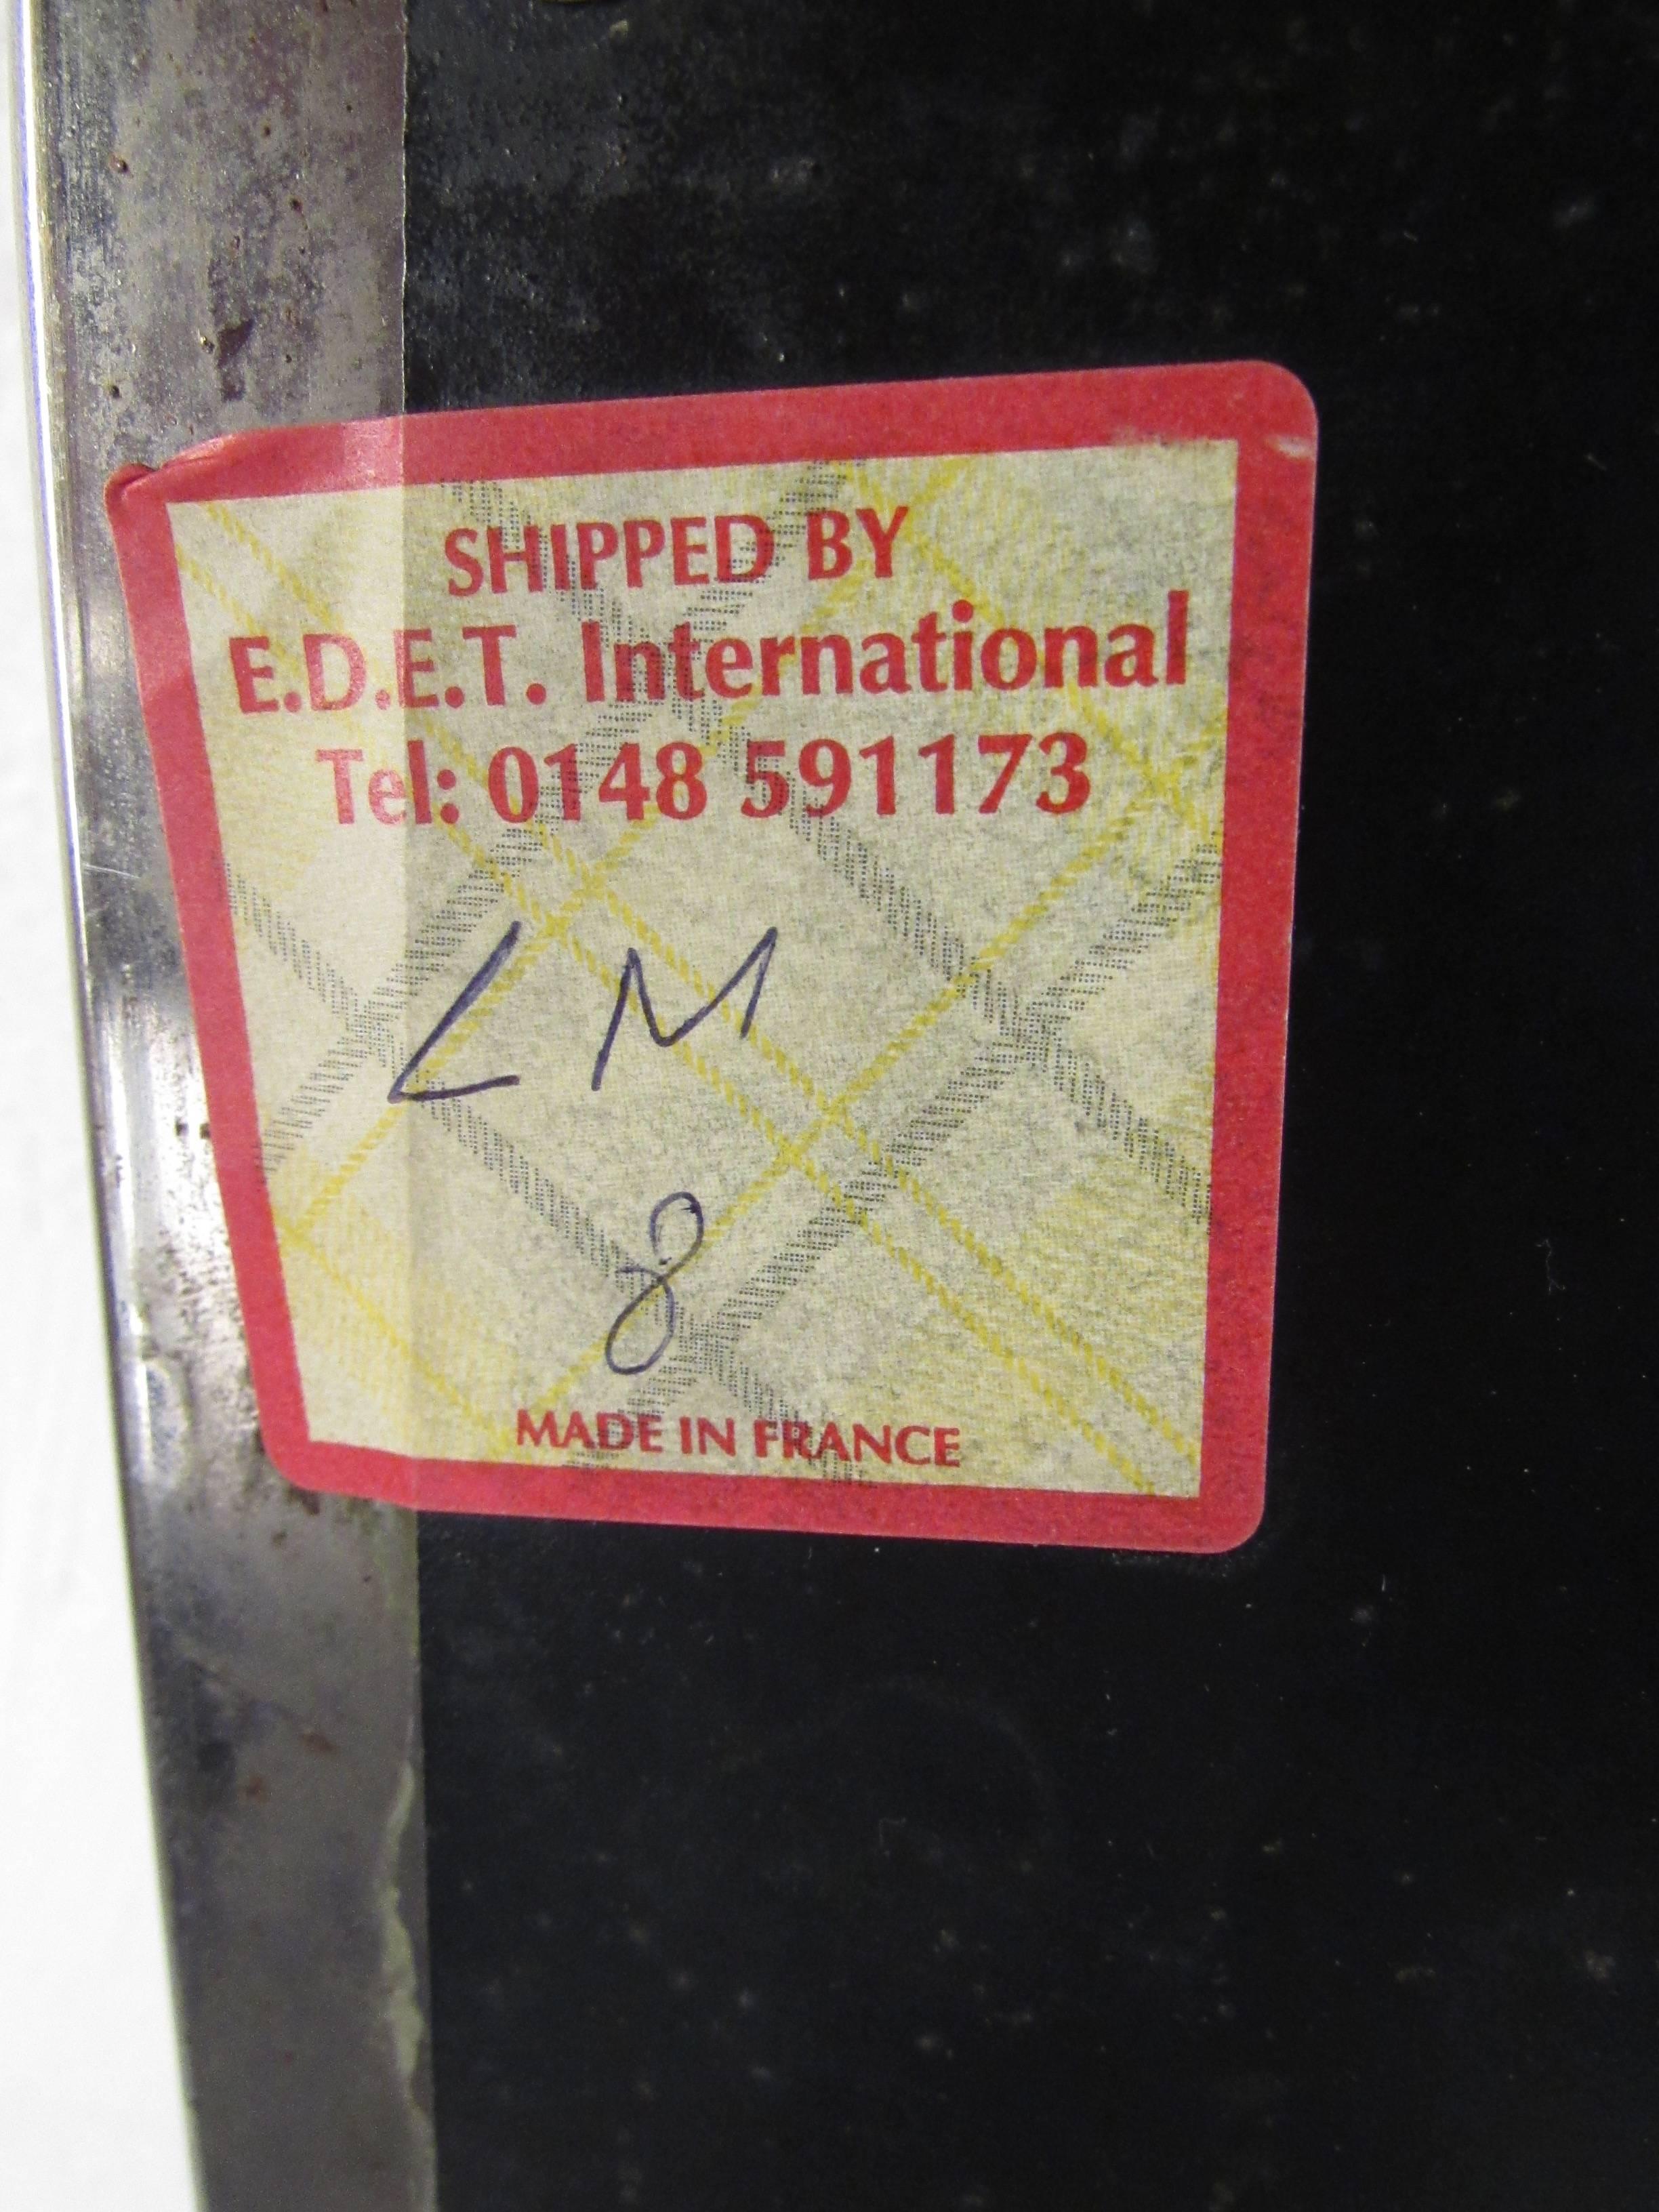 SHIPPED BY
E.D.E.T. International
Tel: 0148 591173
LM
8
MADE IN FRANCE